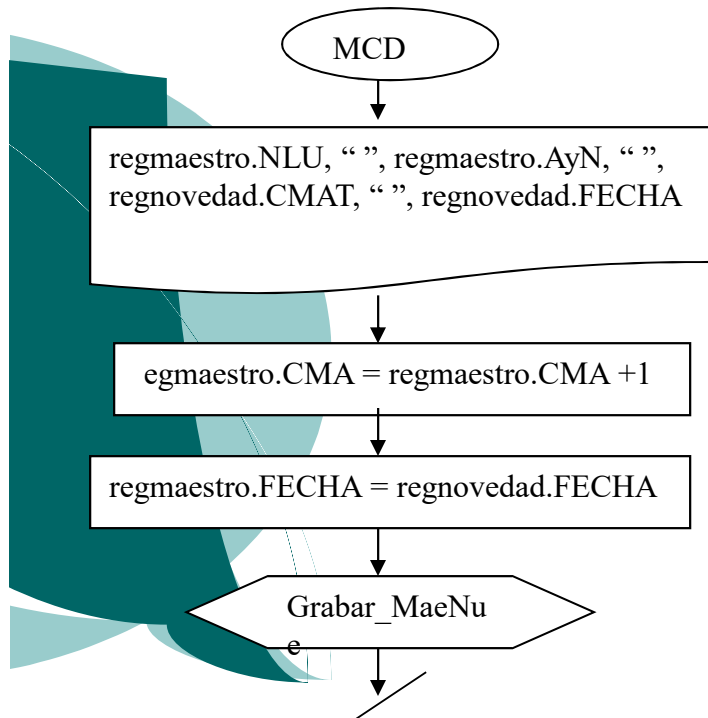 MCD
regmaestro.NLU, “ ”, regmaestro.AyN, “ ”,
regnovedad.CMAT, “ ”, regnovedad.FECHA
egmaestro.CMA = regmaestro.CMA +1
regmaestro.FECHA = regnovedad.FECHA
Grabar_MaeNu
e